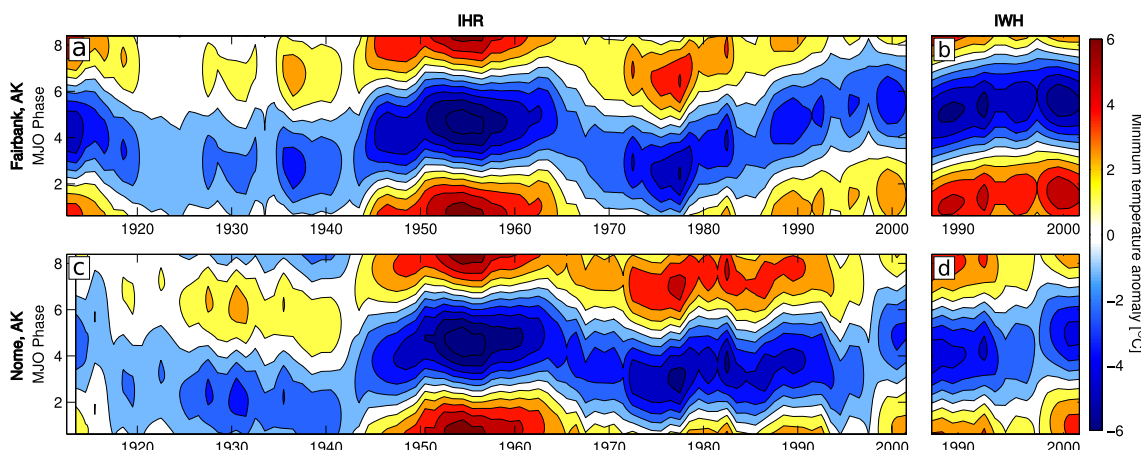 IHR IWH
a b
Fairbank, AK
MJO Phase
8
6
4
2
1920 1930 1940 1950 1960 1970 1980 1990 2000 1990 2000
c d
Nome, AK
MJO Phase
8
6
4
2
1920 1930 1940 1950 1960 1970 1980 1990 2000 1990 2000
6
4
2
0
−2
−4
−6
Minimum temperature anomaly [°C]